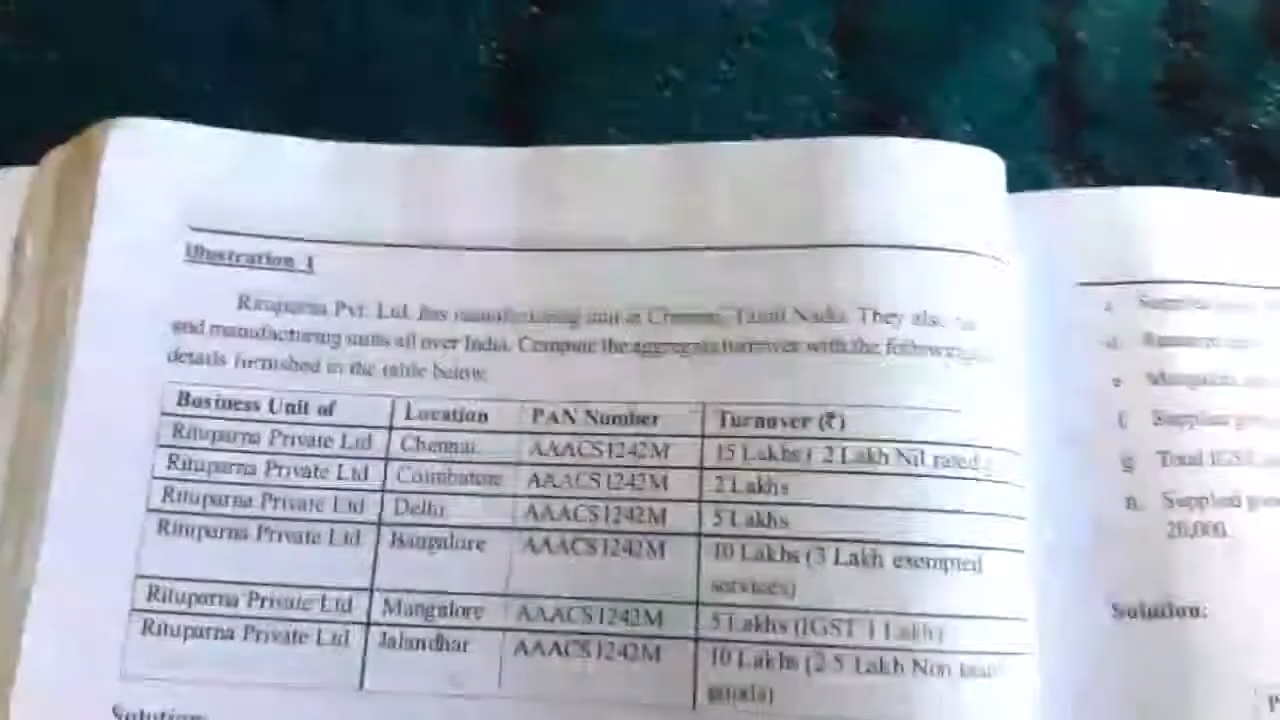 Illustration 1
Rituparna Pvt. Ltd. has manufacturing unit at Chennai, Tamil Nadu. They also
and manufacturing units all over India. Compute the aggregate turnover with the following
details furnished in the table below.
Business Unit of Location PAN Number Turnover (₹)
Rituparna Private Ltd Chennai AAACS1242M 15 Lakhs ( 2 Lakh Nil rated
Rituparna Private Ltd Coimbatore AAACS1242M 2 Lakhs
Rituparna Private Ltd Delhi AAACS1242M 5 Lakhs
Rituparna Private Ltd Bangalore AAACS1242M 10 Lakhs (3 Lakh exempted
services)
Rituparna Private Ltd Mangalore AAACS1242M 5 Lakhs (IGST 1 Lakh)
Rituparna Private Ltd Jalandhar AAACS1242M 10 Lakhs (2.5 Lakh Non
goods)
Solution:
e Mangalore
f. Supplied
g Total IGST
Supplied
20,000.
Solution: